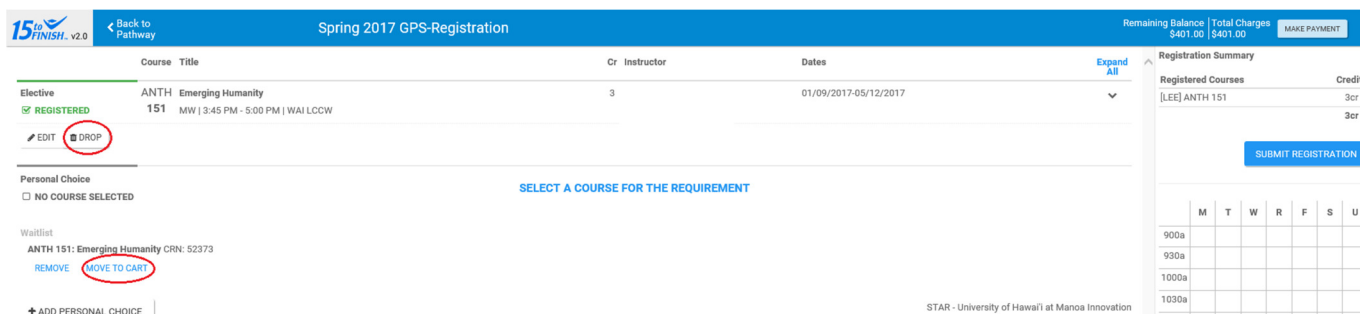 15 to FINISH™ v2.0
Back to Pathway
Spring 2017 GPS-Registration
Remaining Balance $401.00
Total Charges $401.00
MAKE PAYMENT
Course Title Cr Instructor Dates Expand All
Elective
REGISTERED
ANTH 151
Emerging Humanity
MW | 3:45 PM - 5:00 PM | WAI LCCW
3
01/09/2017-05/12/2017
EDIT DROP
Personal Choice
NO COURSE SELECTED
SELECT A COURSE FOR THE REQUIREMENT
Waitlist
ANTH 151: Emerging Humanity CRN: 52373
REMOVE MOVE TO CART
+ ADD PERSONAL CHOICE
STAR - University of Hawai'i at Manoa Innovation
Registration Summary
Registered Courses Credit
[LEE] ANTH 151 3cr
3cr
SUBMIT REGISTRATION
M T W R F S U
900a
930a
1000a
1030a